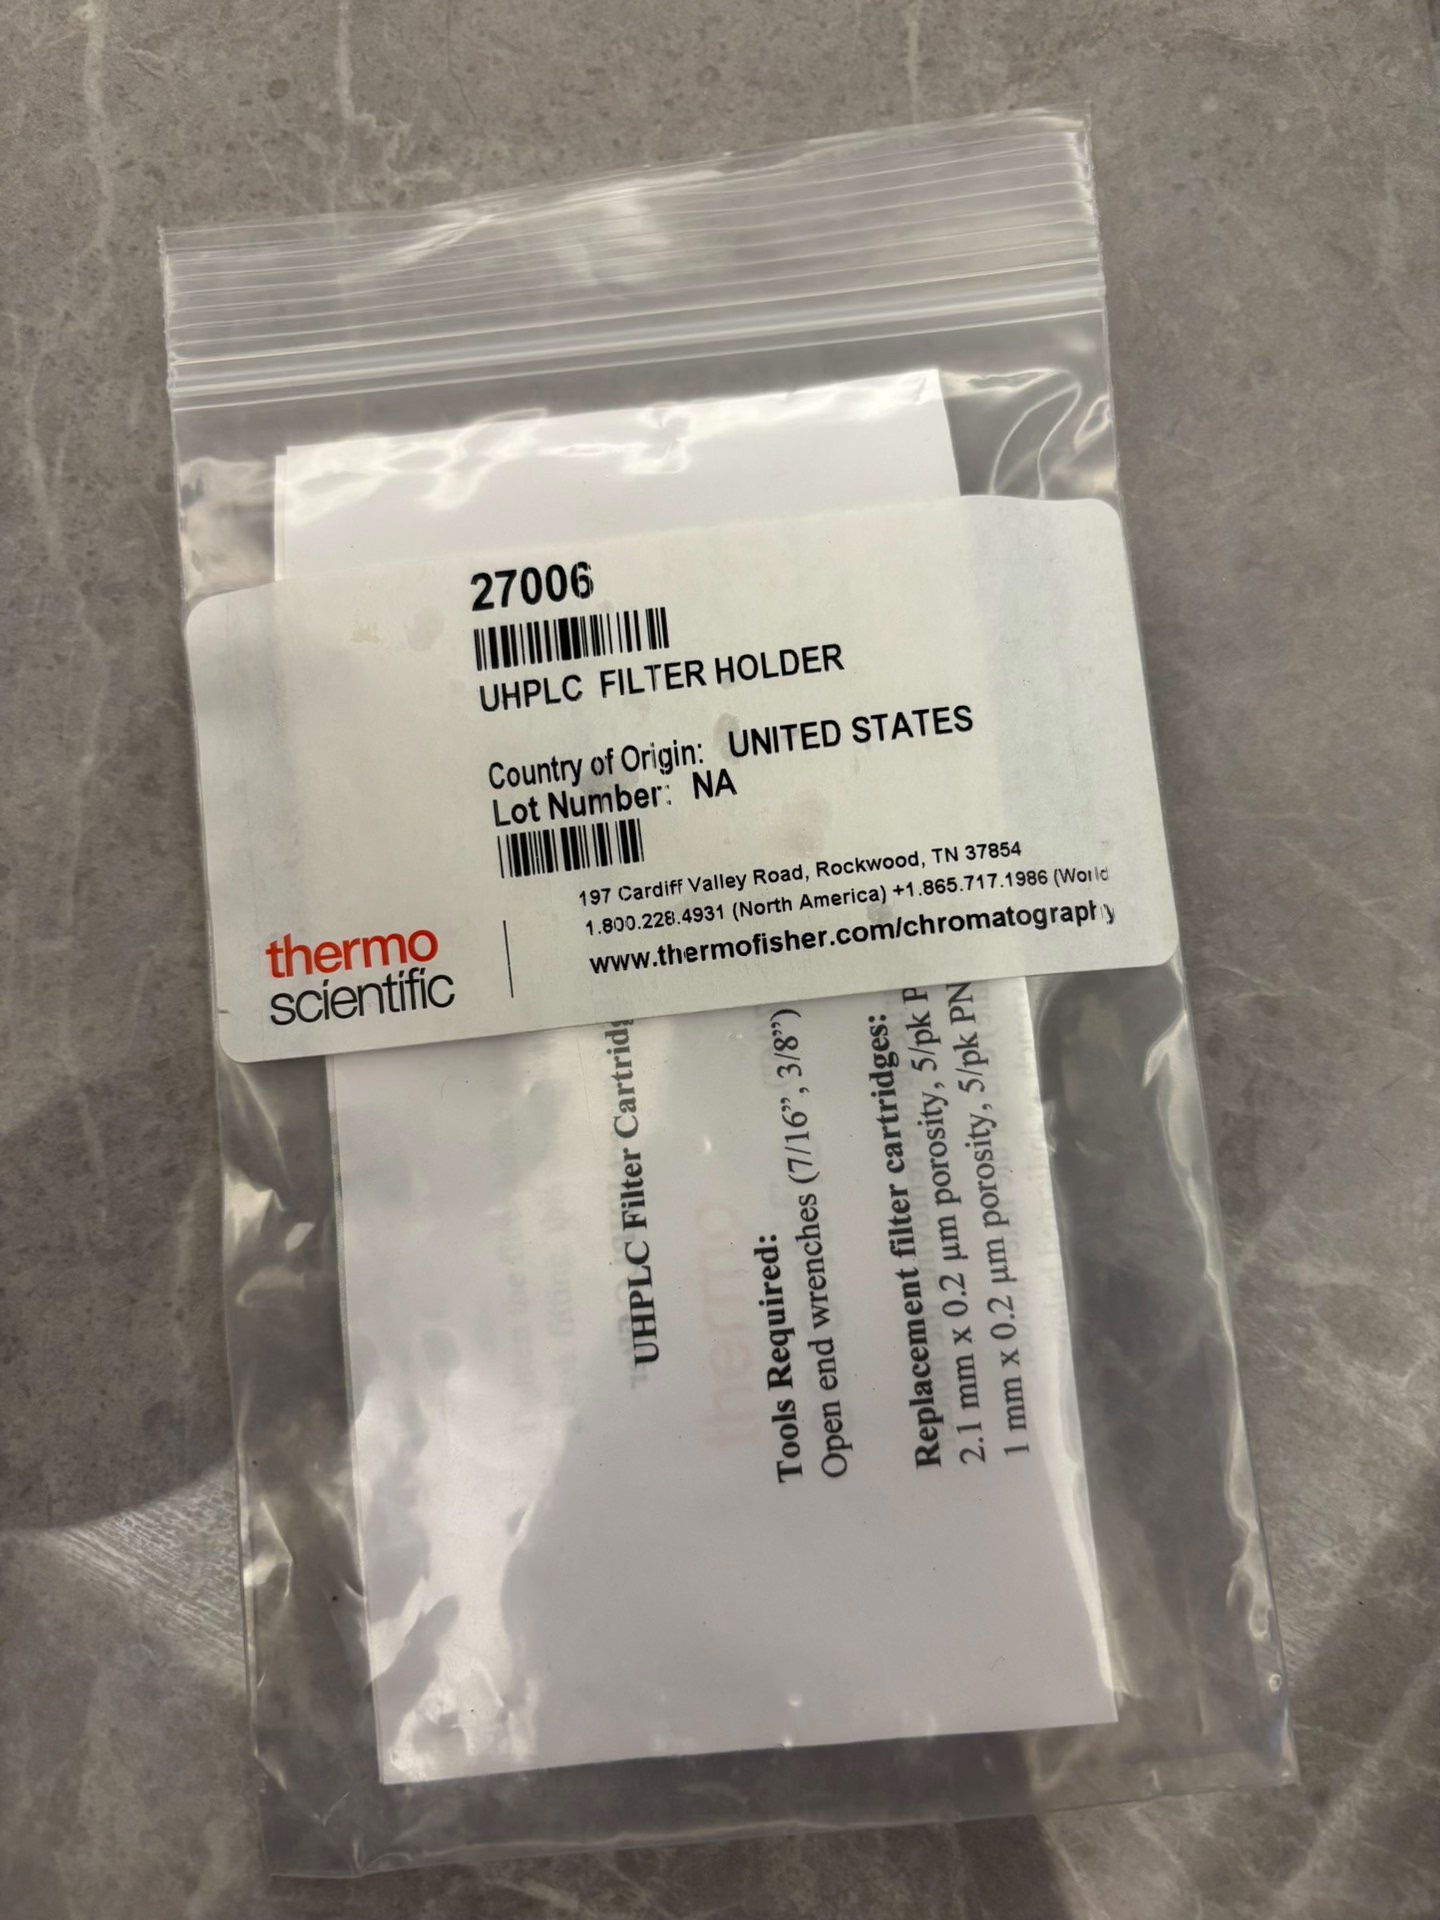 27006
UHPLC FILTER HOLDER
Country of Origin: UNITED STATES
Lot Number: NA
197 Cardiff Valley Road, Rockwood, TN 37854
1.800.228.4931 (North America) +1.865.717.1986 (World
www.thermofisher.com/chromatography
thermo
scientific
UHPLC Filter Cartridg
Tools Required:
Open end wrenches (7/16”, 3/8”)
Replacement filter cartridges:
2.1 mm x 0.2 µm porosity, 5/pk P
1 mm x 0.2 µm porosity, 5/pk PN